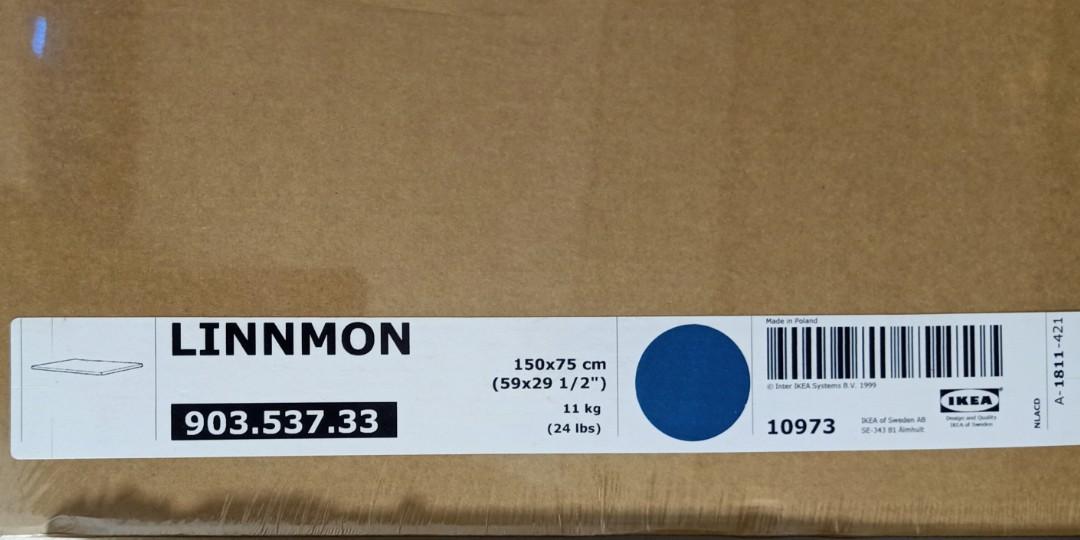 LINNMON
903.537.33
150x75 cm
(59x29 1/2")
11 kg
(24 lbs)
Made in Poland
© Inter IKEA Systems B.V. 1999
10973
IKEA of Sweden AB
SE-343 81 Älmhult
IKEA
Design and Quality
IKEA of Sweden
NLACD
A-1811-421